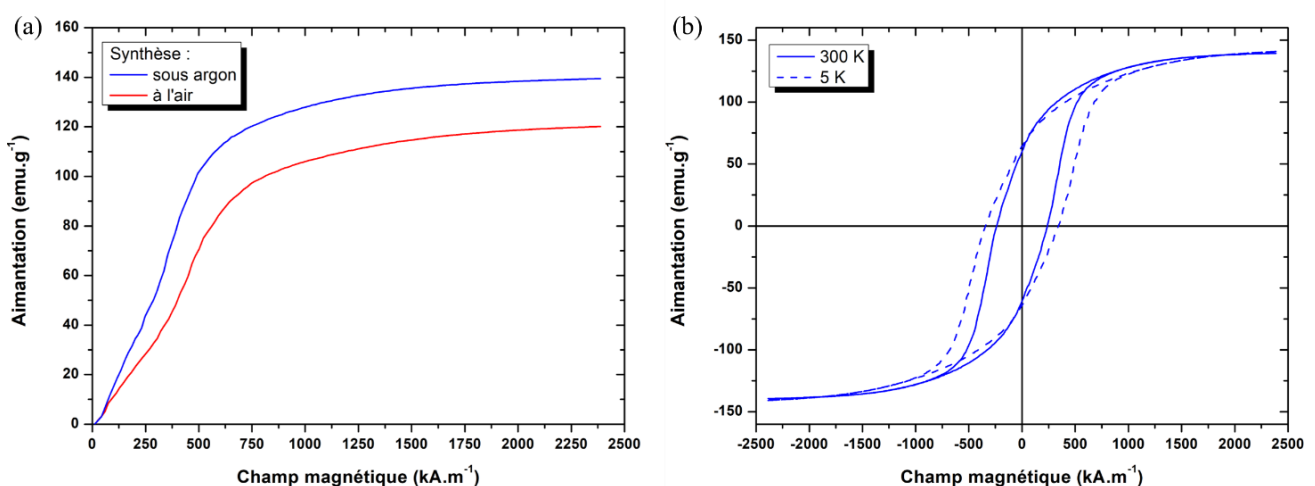 (a)
160
140
120
100
80
60
40
20
0
Aimantation (emu.g⁻¹)
Synthèse :
sous argon
à l'air
0 250 500 750 1000 1250 1500 1750 2000 2250 2500
Champ magnétique (kA.m⁻¹)
(b)
150
100
50
0
-50
-100
-150
Aimantation (emu.g⁻¹)
300 K
5 K
-2500 -2000 -1500 -1000 -500 0 500 1000 1500 2000 2500
Champ magnétique (kA.m⁻¹)